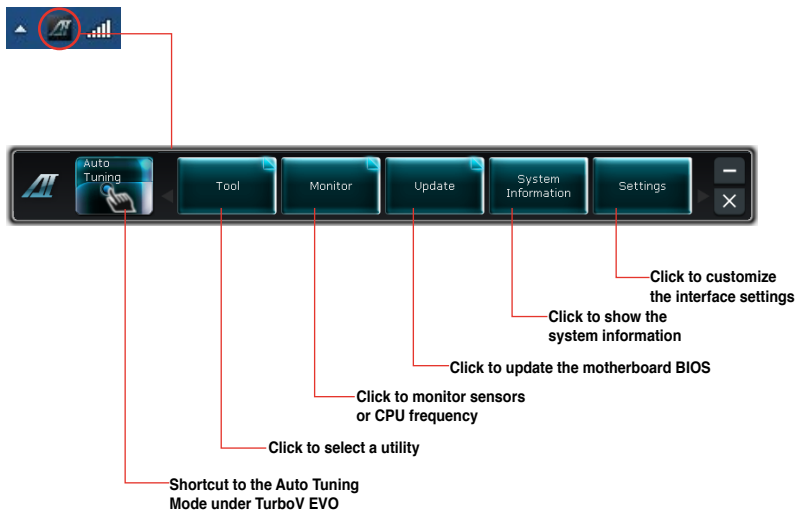 Auto
Tuning
Tool
Monitor
Update
System
Information
Settings
Click to customize
the interface settings
Click to show the
system information
Click to update the motherboard BIOS
Click to monitor sensors
or CPU frequency
Click to select a utility
Shortcut to the Auto Tuning
Mode under TurboV EVO